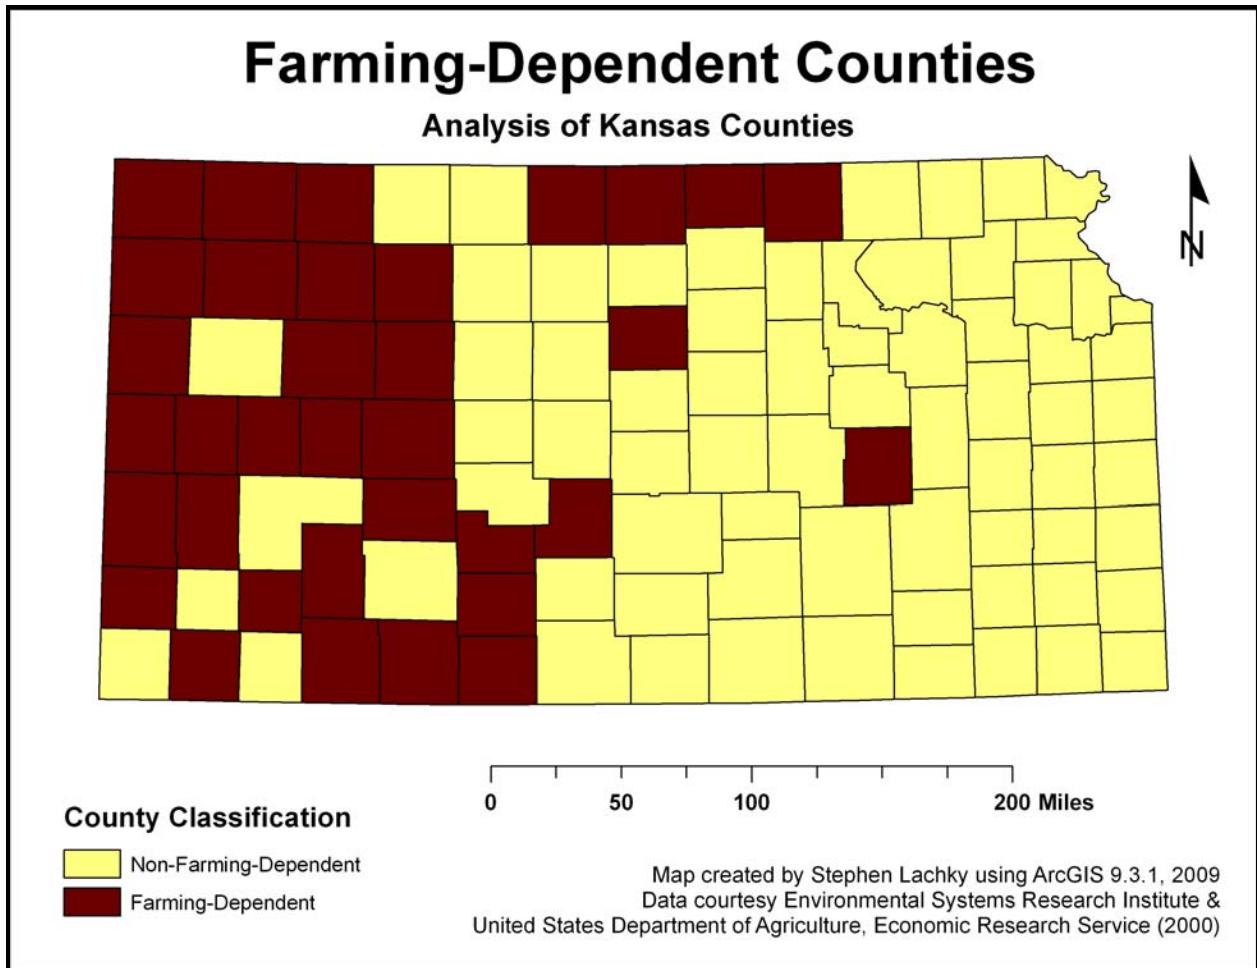 Farming-Dependent Counties
Analysis of Kansas Counties
N
0 50 100 200 Miles
County Classification
Non-Farming-Dependent
Farming-Dependent
Map created by Stephen Lachky using ArcGIS 9.3.1, 2009
Data courtesy Environmental Systems Research Institute &
United States Department of Agriculture, Economic Research Service (2000)